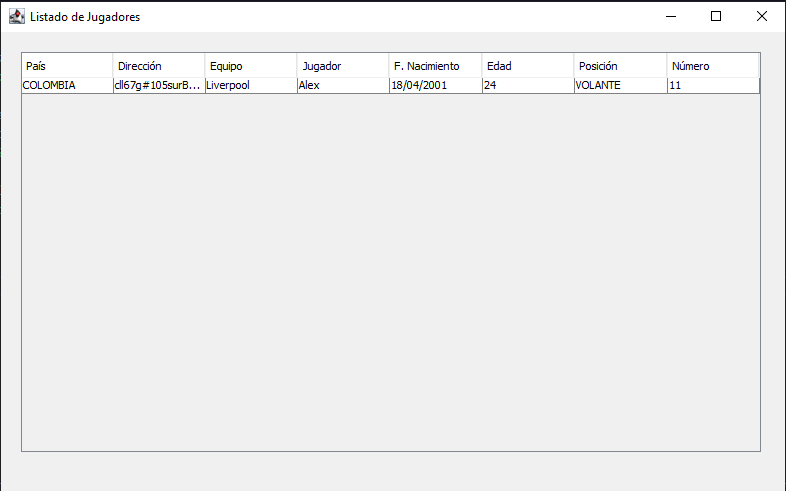 Listado de Jugadores
País Dirección Equipo Jugador F. Nacimiento Edad Posición Número
COLOMBIA cll67g#105surB... Liverpool Alex 18/04/2001 24 VOLANTE 11